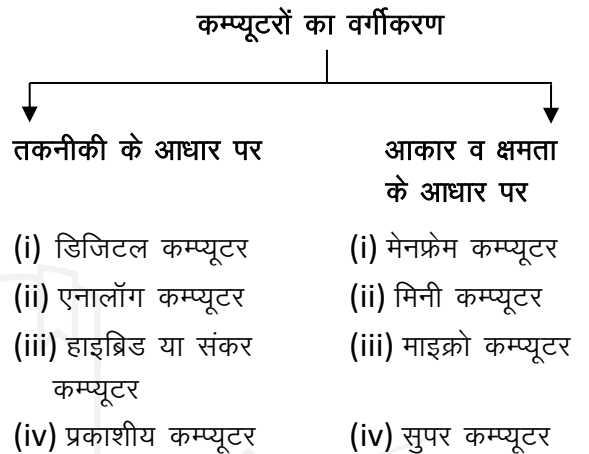 कम्प्यूटरों का वर्गीकरण
तकनीकी के आधार पर
(i) डिजिटल कम्प्यूटर
(ii) एनालॉग कम्प्यूटर
(iii) हाइब्रिड या संकर
कम्प्यूटर
(iv) प्रकाशीय कम्प्यूटर
आकार व क्षमता
के आधार पर
(i) मेनफ्रेम कम्प्यूटर
(ii) मिनी कम्प्यूटर
(iii) माइक्रो कम्प्यूटर
(iv) सुपर कम्प्यूटर